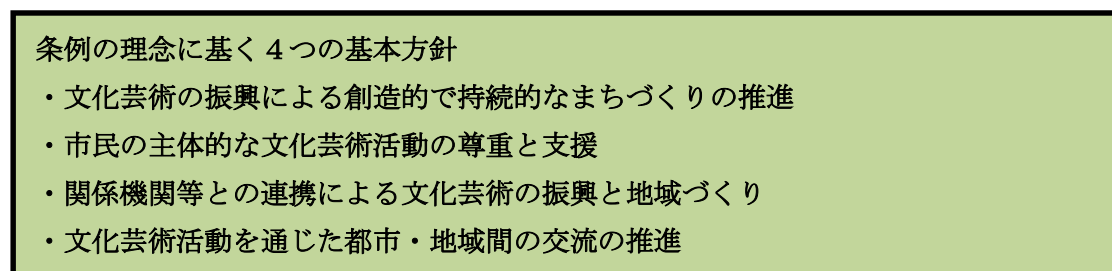 条例の理念に基く４つの基本方針
・文化芸術の振興による創造的で持続的なまちづくりの推進
・市民の主体的な文化芸術活動の尊重と支援
・関係機関等との連携による文化芸術の振興と地域づくり
・文化芸術活動を通じた都市・地域間の交流の推進